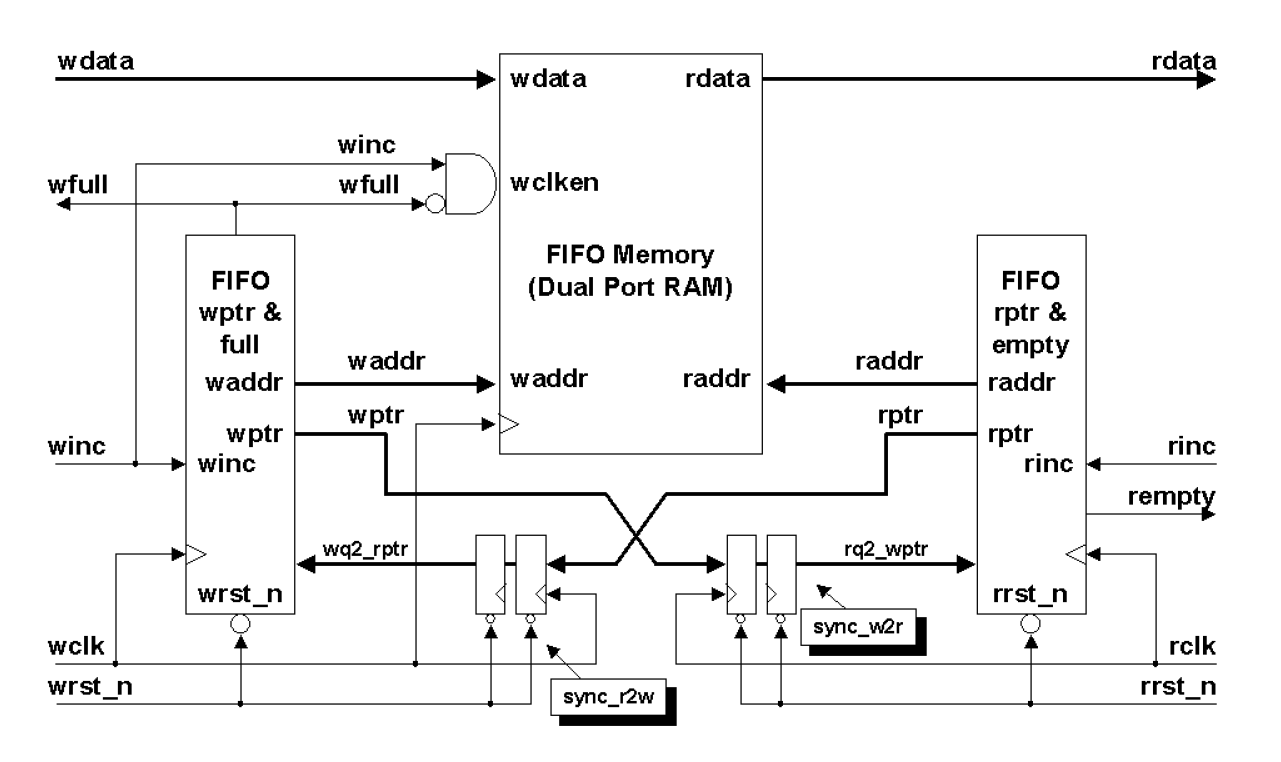 wdata
rdata
wdata
rdata
winc
wclken
wfull
wfull
FIFO Memory
(Dual Port RAM)
FIFO
wptr &
full
FIFO
rptr &
empty
waddr
waddr
waddr
raddr
raddr
raddr
wptr
wptr
rptr
rptr
winc
winc
rinc
rinc
rempty
wq2_rptr
rq2_wptr
wrst_n
rrst_n
sync_w2r
wclk
rclk
wrst_n
sync_r2w
rrst_n